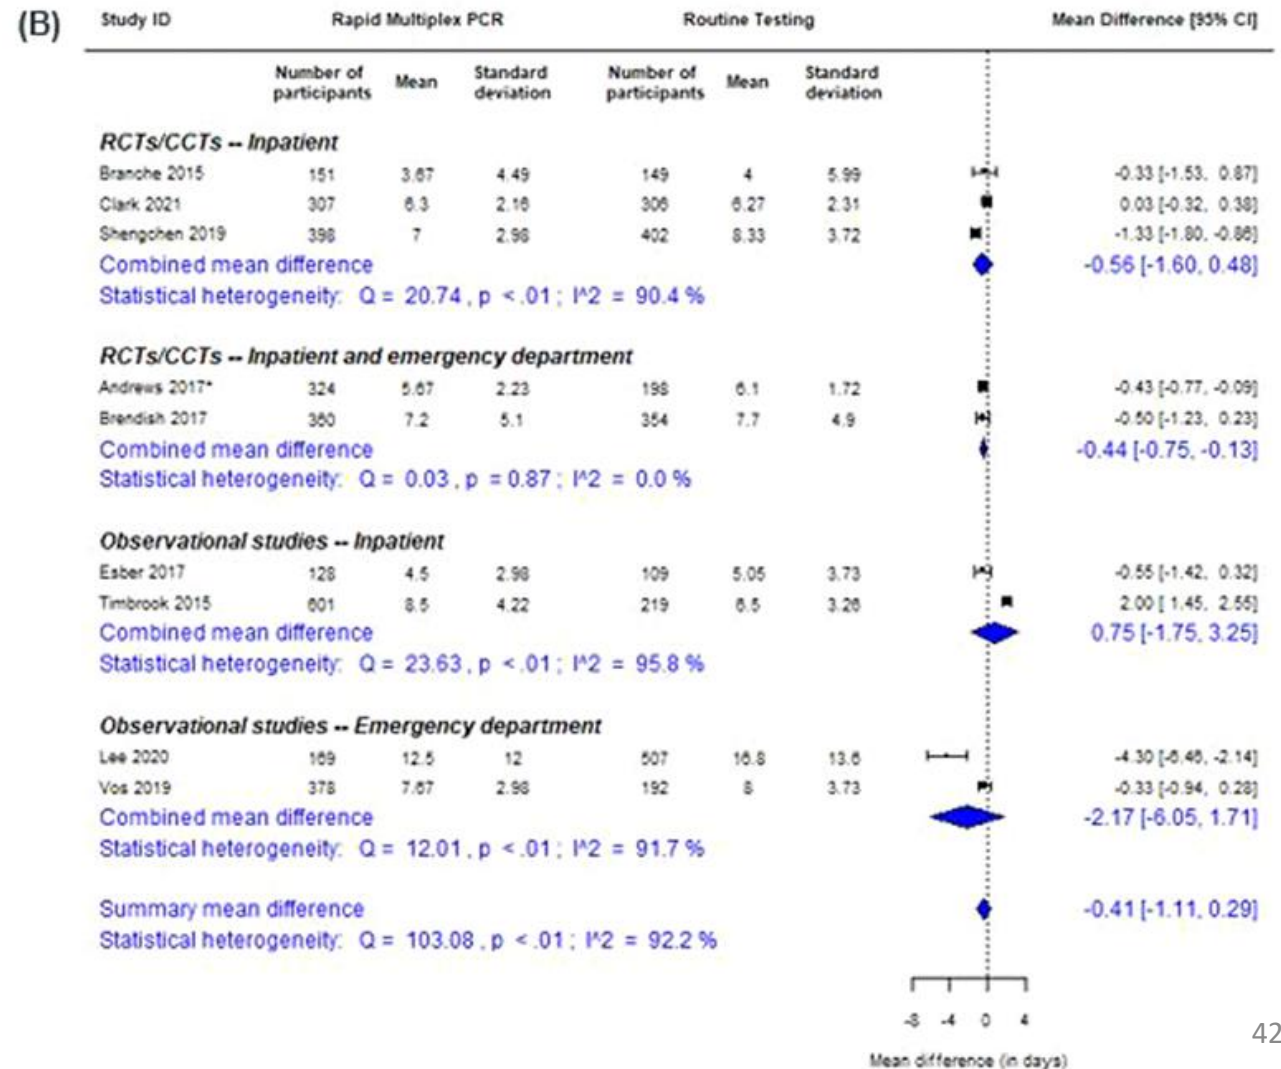 (B)
Study ID Rapid Multiplex PCR Routine Testing Mean Difference [95% CI]
Number of participants Mean Standard deviation Number of participants Mean Standard deviation
RCTs/CCTs -- Inpatient
Branche 2015 151 3.67 4.49 149 4 5.99 -0.33 [-1.53, 0.87]
Clark 2021 307 6.3 2.16 306 6.27 2.31 0.03 [-0.32, 0.38]
Shengchen 2019 398 7 2.98 402 8.33 3.72 -1.33 [-1.80, -0.86]
Combined mean difference -0.56 [-1.60, 0.48]
Statistical heterogeneity: Q = 20.74 , p < .01 ; I^2 = 90.4 %
RCTs/CCTs -- Inpatient and emergency department
Andrews 2017* 324 5.67 2.23 198 6.1 1.72 -0.43 [-0.77, -0.09]
Brendish 2017 360 7.2 5.1 354 7.7 4.9 -0.50 [-1.23, 0.23]
Combined mean difference -0.44 [-0.75, -0.13]
Statistical heterogeneity: Q = 0.03 , p = 0.87 ; I^2 = 0.0 %
Observational studies -- Inpatient
Esber 2017 128 4.5 2.98 109 5.05 3.73 -0.55 [-1.42, 0.32]
Timbrook 2015 601 8.5 4.22 219 6.5 3.26 2.00 [ 1.45, 2.55]
Combined mean difference 0.75 [-1.75, 3.25]
Statistical heterogeneity: Q = 23.63 , p < .01 ; I^2 = 95.8 %
Observational studies -- Emergency department
Lee 2020 169 12.5 12 507 16.8 13.6 -4.30 [-6.46, -2.14]
Vos 2019 378 7.67 2.98 192 8 3.73 -0.33 [-0.94, 0.28]
Combined mean difference -2.17 [-6.05, 1.71]
Statistical heterogeneity: Q = 12.01 , p < .01 ; I^2 = 91.7 %
Summary mean difference -0.41 [-1.11, 0.29]
Statistical heterogeneity: Q = 103.08 , p < .01 ; I^2 = 92.2 %
-8 -4 0 4
Mean difference (in days)
42